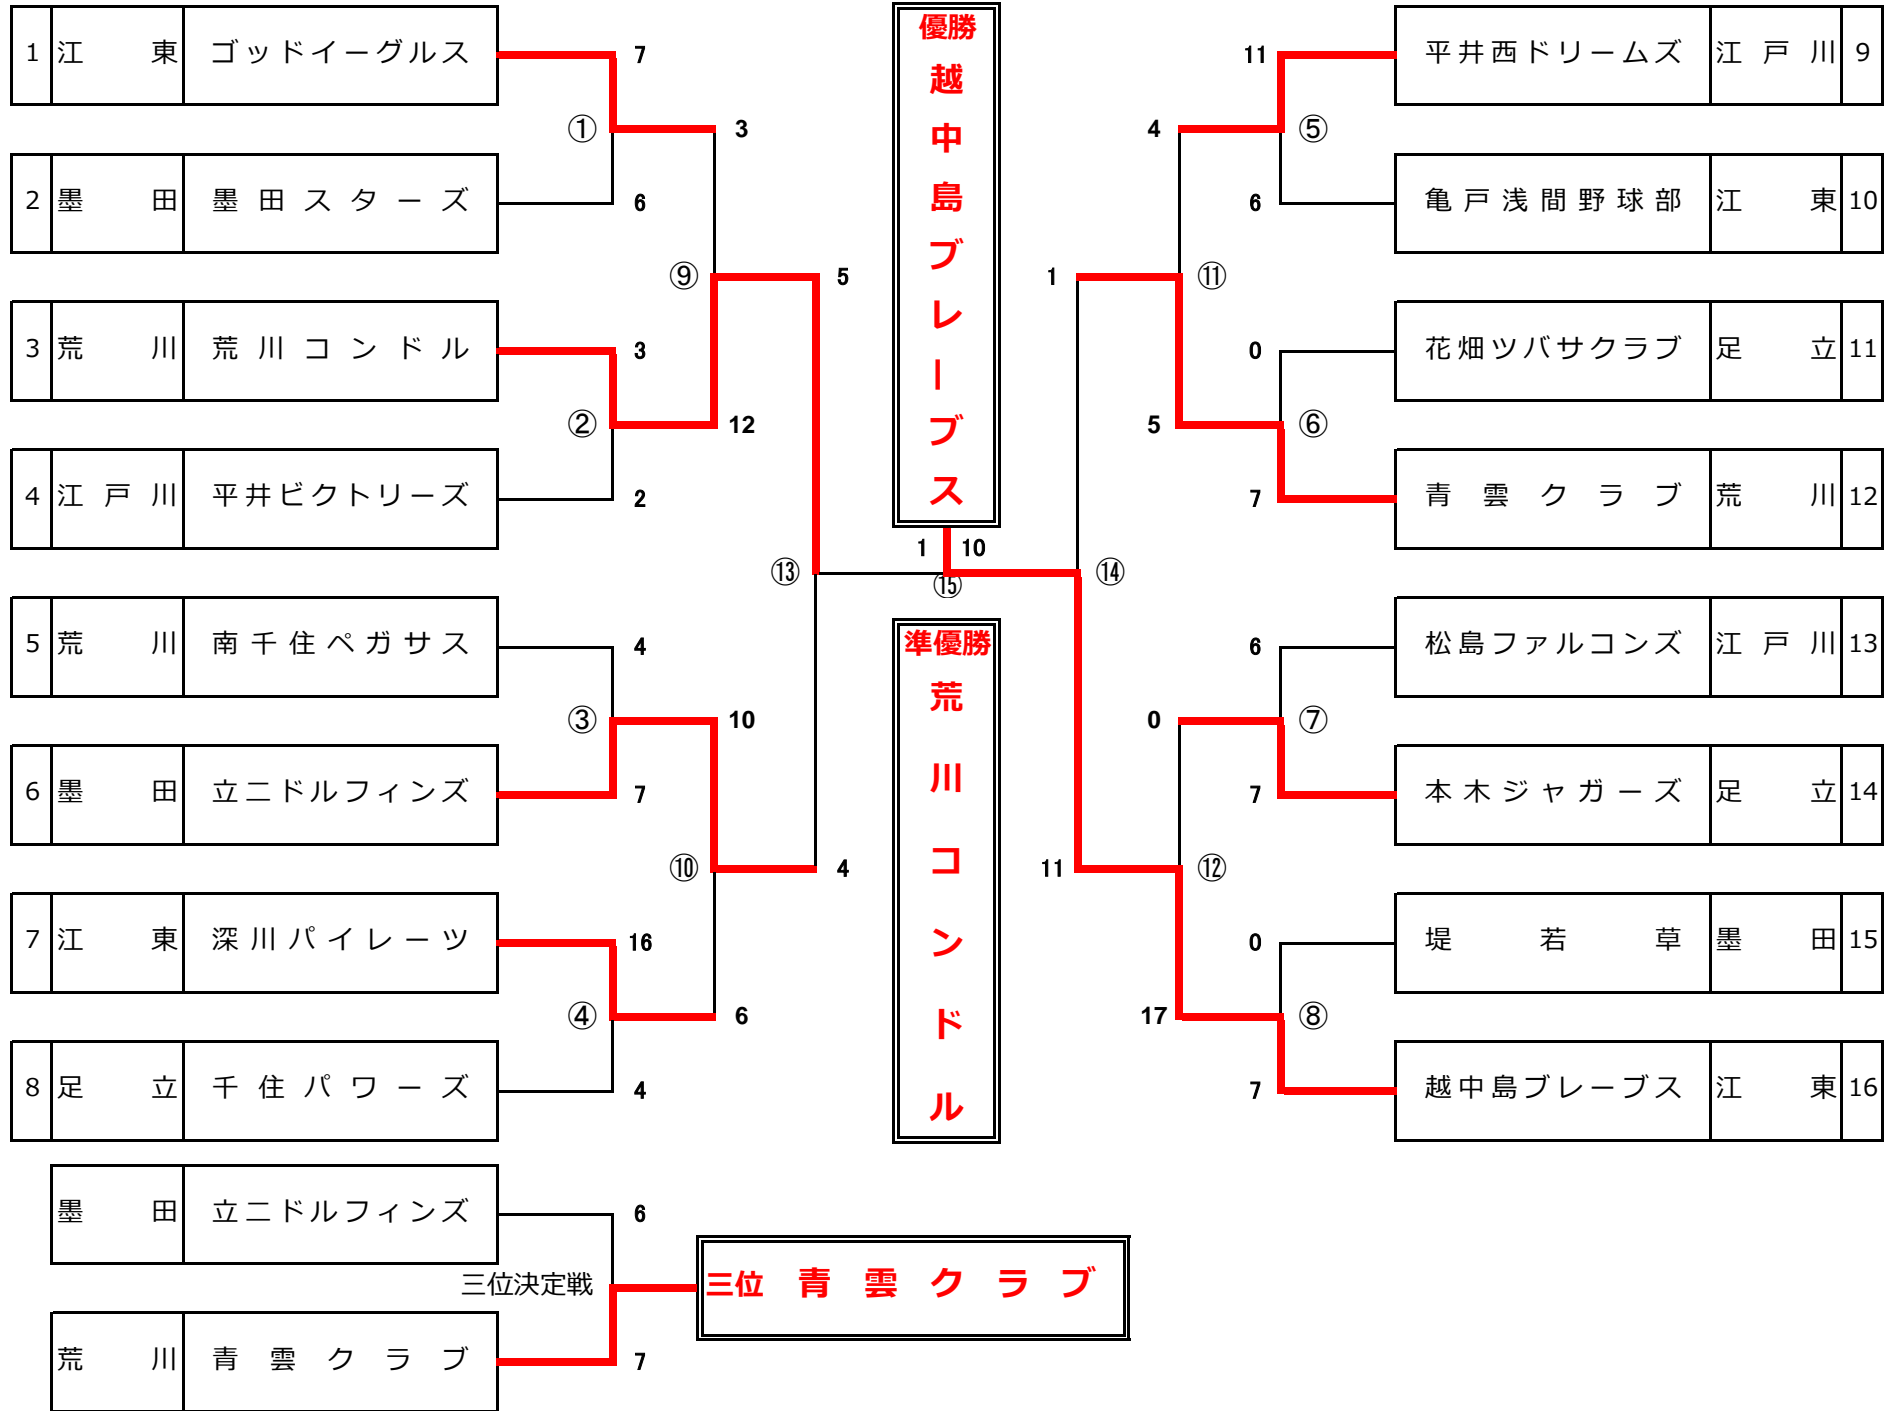 1 江東 ゴッドイーグルス 7
① 3
2 墨田 墨田スターズ 6
⑨ 5
3 荒川 荒川コンドル 3
② 12
4 江戸川 平井ビクトリーズ 2
⑬
5 荒川 南千住ペガサス 4
③ 10
6 墨田 立二ドルフィンズ 7
⑩ 4
7 江東 深川パイレーツ 16
④ 6
8 足立 千住パワーズ 4
優勝
越中島ブレーブス
1 10
⑮
準優勝
荒川コンドル
11 平井西ドリームズ 江戸川 9
4 ⑤
6 亀戸浅間野球部 江東 10
1 ⑪
0 花畑ツバサクラブ 足立 11
5 ⑥
7 青雲クラブ 荒川 12
⑭
6 松島ファルコンズ 江戸川 13
0 ⑦
7 本木ジャガーズ 足立 14
11 ⑫
0 堤若草 墨田 15
17 ⑧
7 越中島ブレーブス 江東 16
墨田 立二ドルフィンズ 6
三位決定戦
三位 青雲クラブ
荒川 青雲クラブ 7